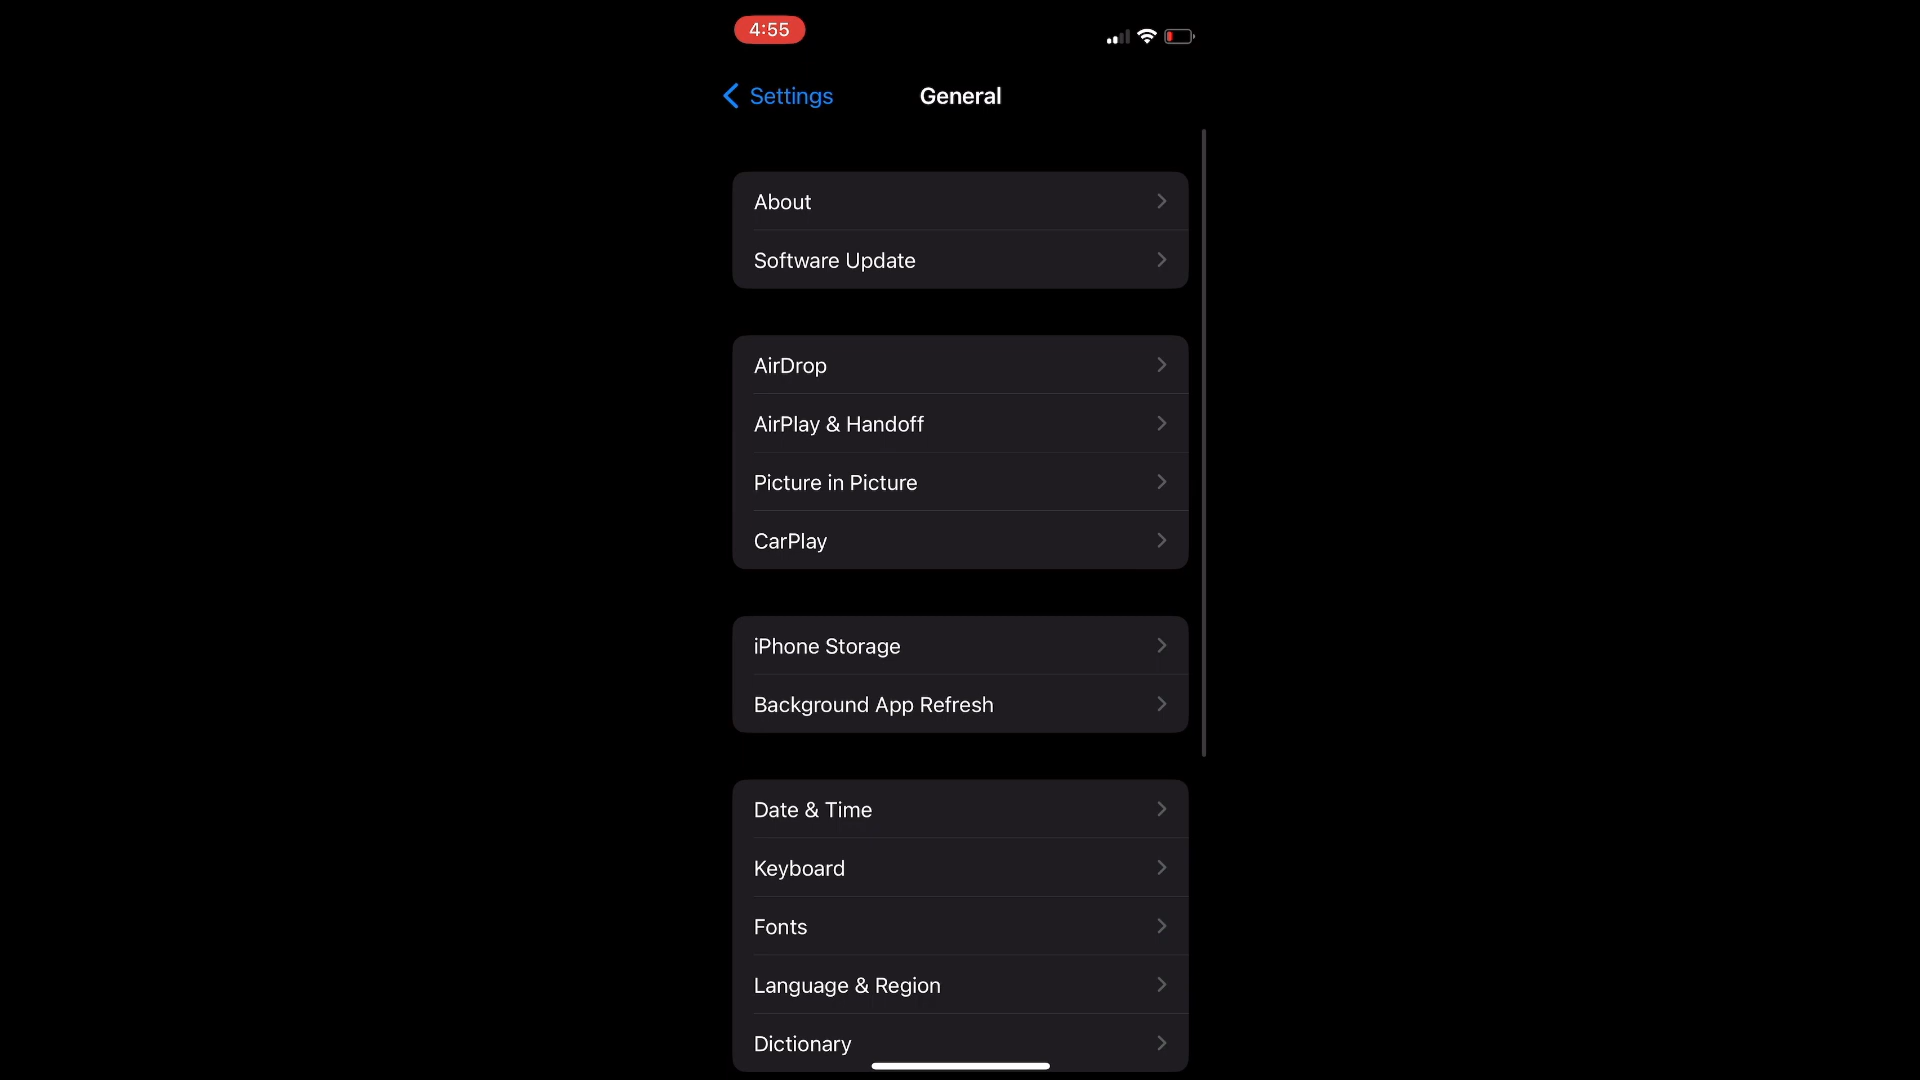 4:55
Settings
General
About
Software Update
AirDrop
AirPlay & Handoff
Picture in Picture
CarPlay
iPhone Storage
Background App Refresh
Date & Time
Keyboard
Fonts
Language & Region
Dictionary